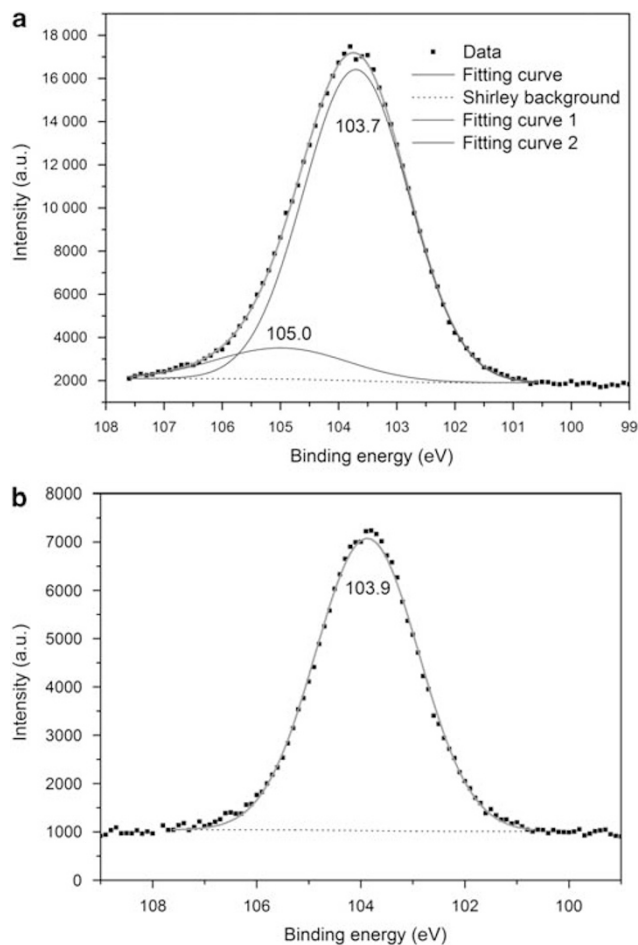 a
18 000
16 000
14 000
12 000
10 000
8000
6000
4000
2000
Intensity (a.u.)
Data
Fitting curve
Shirley background
Fitting curve 1
Fitting curve 2
103.7
105.0
108 107 106 105 104 103 102 101 100 99
Binding energy (eV)
b
8000
7000
6000
5000
4000
3000
2000
1000
0
Intensity (a.u.)
103.9
108 106 104 102 100
Binding energy (eV)